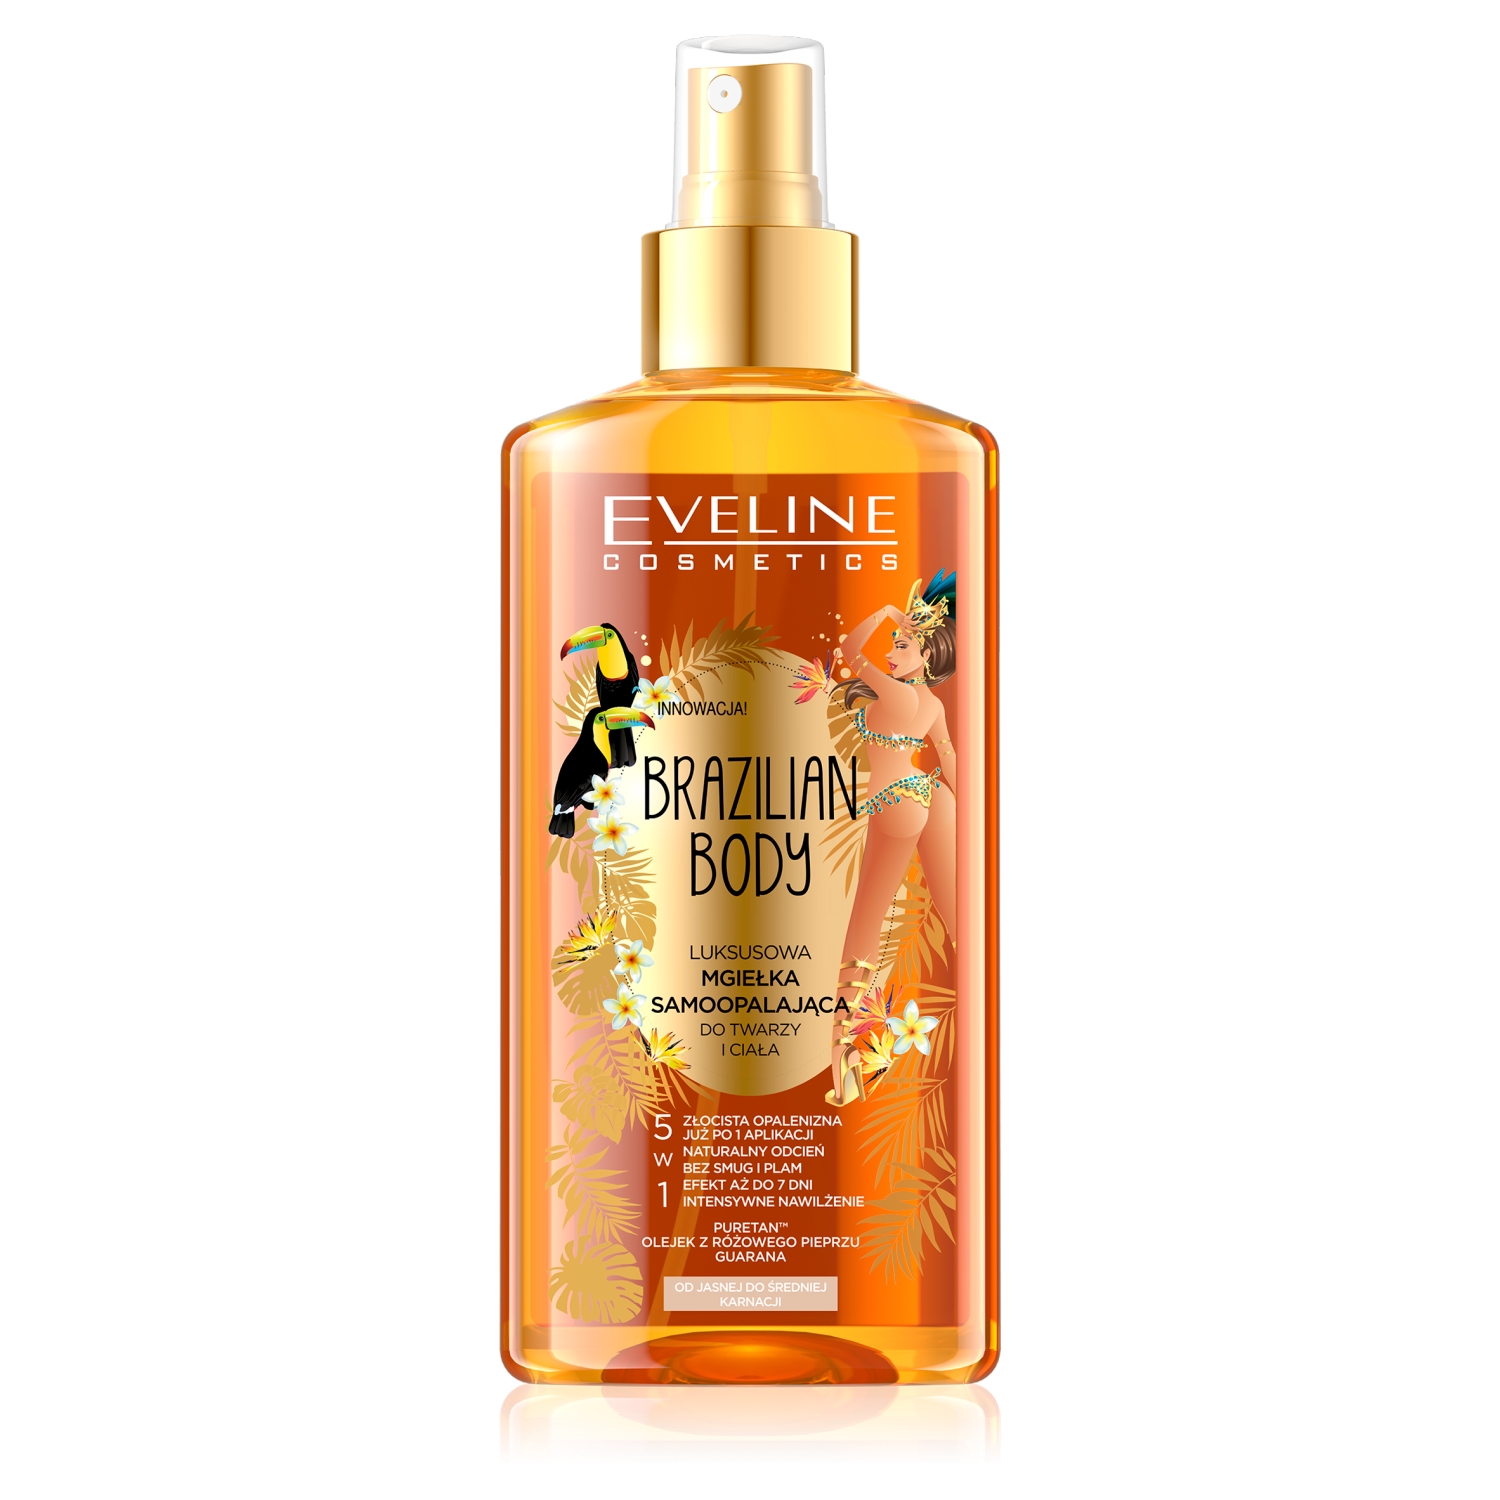 EVELINE
COSMETICS
INNOWACJA!
BRAZILIAN
BODY
LUKSUSOWA
MGIEŁKA
SAMOOPALAJĄCA
DO TWARZY
I CIAŁA
5
w
1
ZŁOCISTA OPALENIZNA
JUŻ PO 1 APLIKACJI
NATURALNY ODCIEŃ
BEZ SMUG I PLAM
EFEKT AŻ DO 7 DNI
INTENSYWNE NAWILŻENIE
PURETAN™
OLEJEK Z RÓŻOWEGO PIEPRZU
GUARANA
OD JASNEJ DO ŚREDNIEJ
KARNACJI